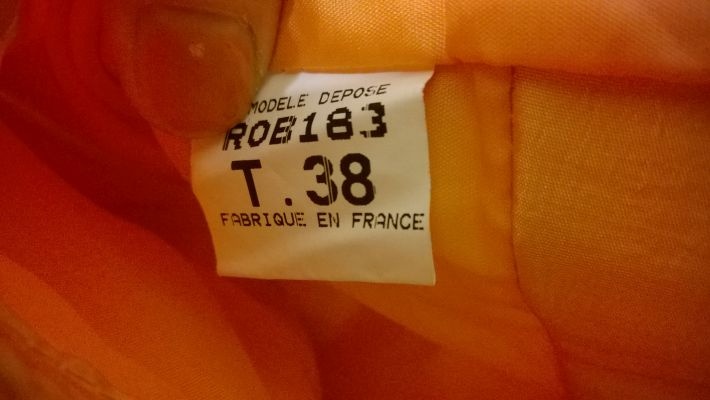 MODELE DEPOSE
ROB183
T.38
FABRIQUE EN FRANCE